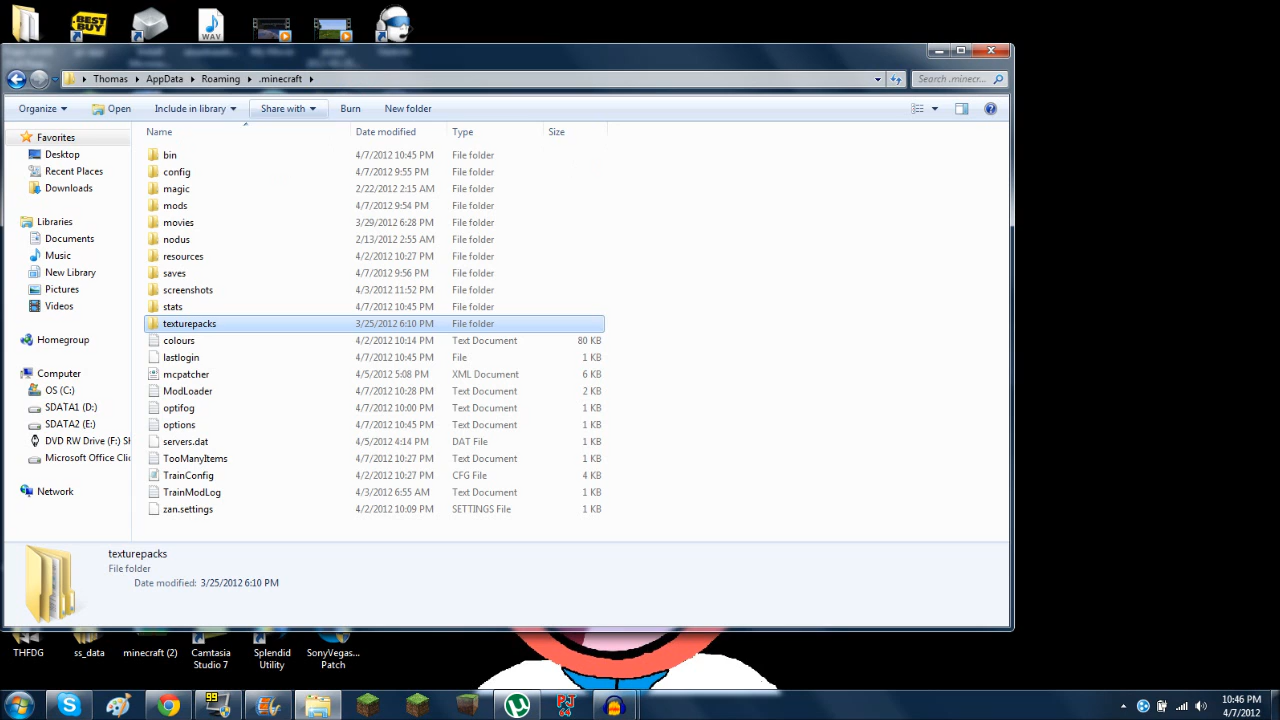 BEST BUY
WAV
Thomas
AppData
Roaming
.minecraft
Search .minecr...
Organize
Open
Include in library
Share with
Burn
New folder
Name
Date modified
Type
Size
Favorites
Desktop
Recent Places
Downloads
Libraries
Documents
Music
New Library
Pictures
Videos
Homegroup
Computer
OS (C:)
SDATA1 (D:)
SDATA2 (E:)
DVD RW Drive (F:) SH
Microsoft Office Clic
Network
bin 4/7/2012 10:45 PM File folder
config 4/7/2012 9:55 PM File folder
magic 2/22/2012 2:15 AM File folder
mods 4/7/2012 9:54 PM File folder
movies 3/29/2012 6:28 PM File folder
nodus 2/13/2012 2:55 AM File folder
resources 4/2/2012 10:27 PM File folder
saves 4/7/2012 9:56 PM File folder
screenshots 4/3/2012 11:52 PM File folder
stats 4/7/2012 10:45 PM File folder
texturepacks 3/25/2012 6:10 PM File folder
colours 4/2/2012 10:14 PM Text Document 80 KB
lastlogin 4/7/2012 10:45 PM File 1 KB
mcpatcher 4/5/2012 5:08 PM XML Document 6 KB
ModLoader 4/7/2012 10:28 PM Text Document 2 KB
optifog 4/7/2012 10:00 PM Text Document 1 KB
options 4/7/2012 10:45 PM Text Document 1 KB
servers.dat 4/5/2012 4:14 PM DAT File 1 KB
TooManyItems 4/7/2012 10:27 PM Text Document 1 KB
TrainConfig 4/2/2012 10:27 PM CFG File 4 KB
TrainModLog 4/3/2012 6:55 AM Text Document 1 KB
zan.settings 4/2/2012 10:09 PM SETTINGS File 1 KB
texturepacks
File folder
Date modified: 3/25/2012 6:10 PM
THFDG
ss_data
minecraft (2)
Camtasia
Studio 7
Splendid
Utility
SonyVegas...
Patch
99
PJ
64
10:46 PM
4/7/2012